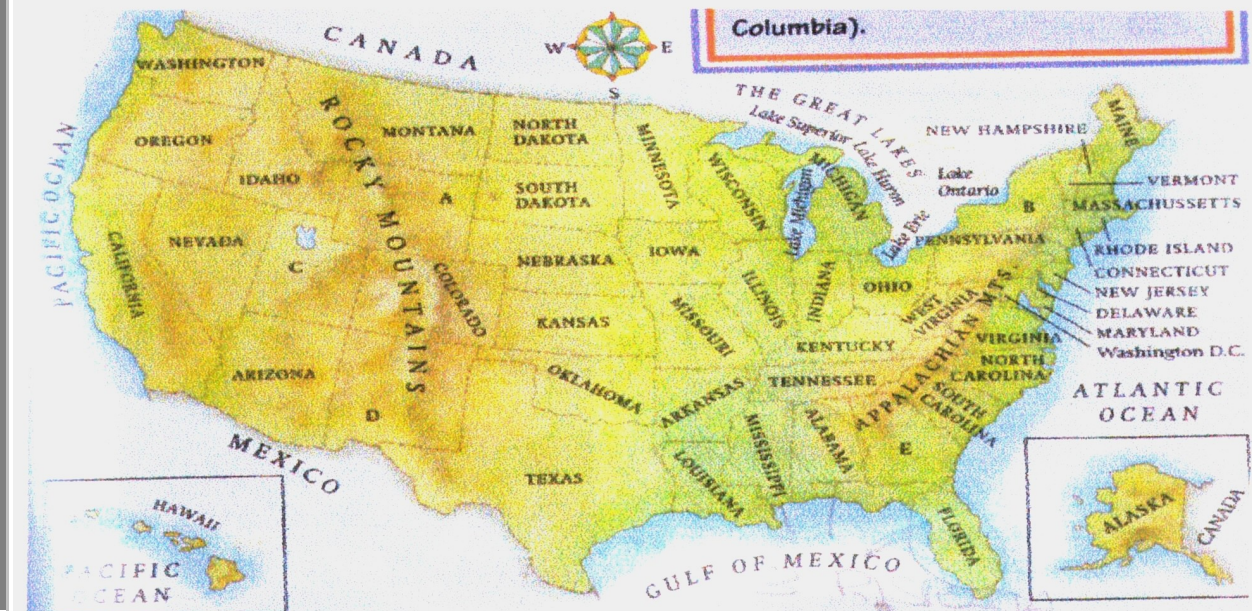 Columbia).
CANADA
W E
S
THE GREAT LAKES
Lake Superior
Lake Huron
Lake Michigan
Lake Erie
Lake
Ontario
PACIFIC OCEAN
WASHINGTON
OREGON
IDAHO
MONTANA
NORTH
DAKOTA
SOUTH
DAKOTA
MINNESOTA
WISCONSIN
MICHIGAN
NEW HAMPSHIRE
MAINE
VERMONT
MASSACHUSSETTS
RHODE ISLAND
CONNECTICUT
NEW JERSEY
DELAWARE
MARYLAND
Washington D.C.
ROCKY MOUNTAINS
A
B
C
D
E
NEVADA
CALIFORNIA
ARIZONA
COLORADO
NEBRASKA
KANSAS
OKLAHOMA
TEXAS
IOWA
MISSOURI
ARKANSAS
LOUISIANA
ILLINOIS
INDIANA
OHIO
PENNSYLVANIA
WEST
VIRGINIA
APPALACHIAN MTS.
VIRGINIA
KENTUCKY
TENNESSEE
NORTH
CAROLINA
SOUTH
CAROLINA
MISSISSIPPI
ALABAMA
FLORIDA
MEXICO
GULF OF MEXICO
ATLANTIC
OCEAN
HAWAII
PACIFIC
OCEAN
ALASKA
CANADA